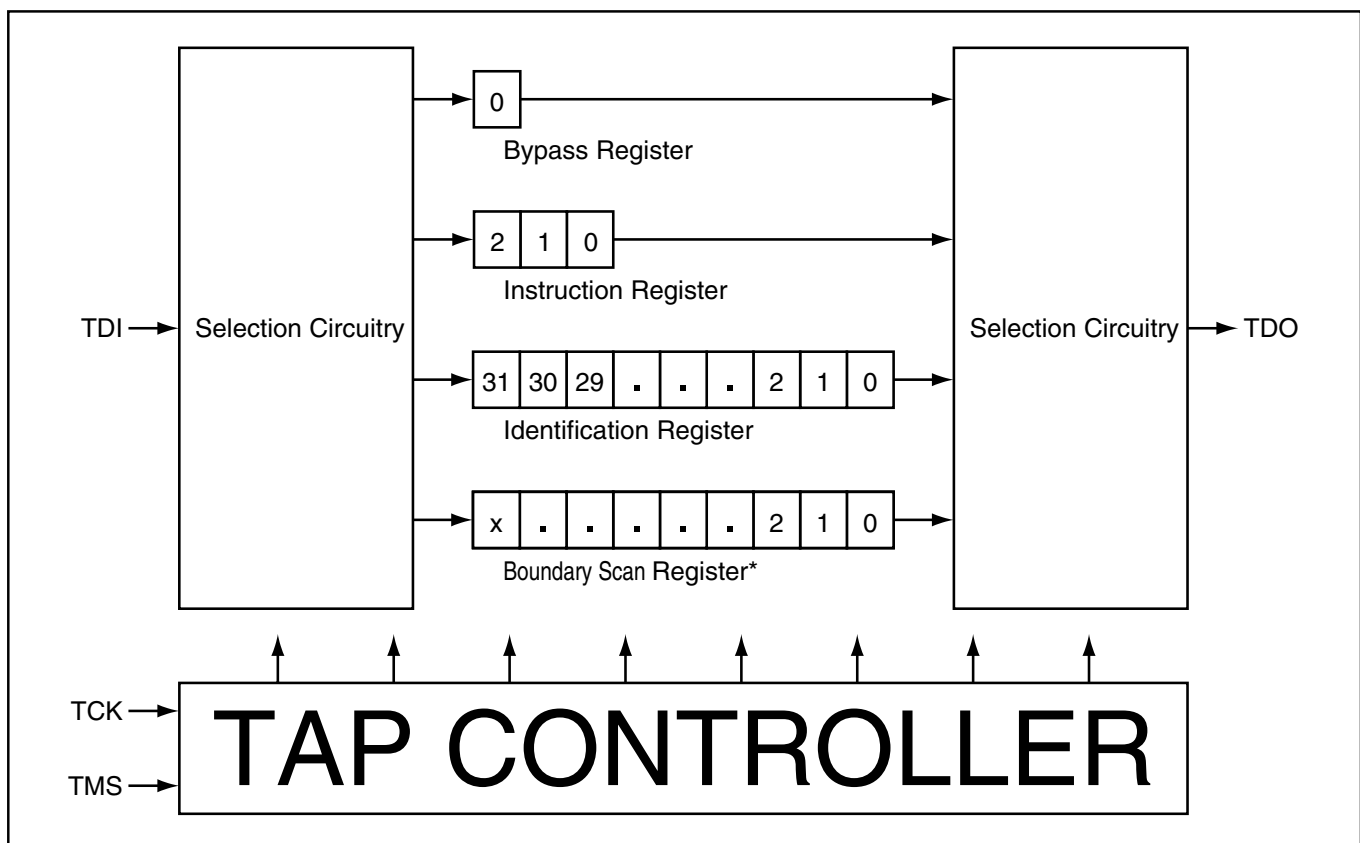 0
Bypass Register
2 1 0
Instruction Register
TDI
Selection Circuitry
Selection Circuitry
TDO
31 30 29 . . . 2 1 0
Identification Register
x . . . . . 2 1 0
Boundary Scan Register*
TCK
TMS
TAP CONTROLLER